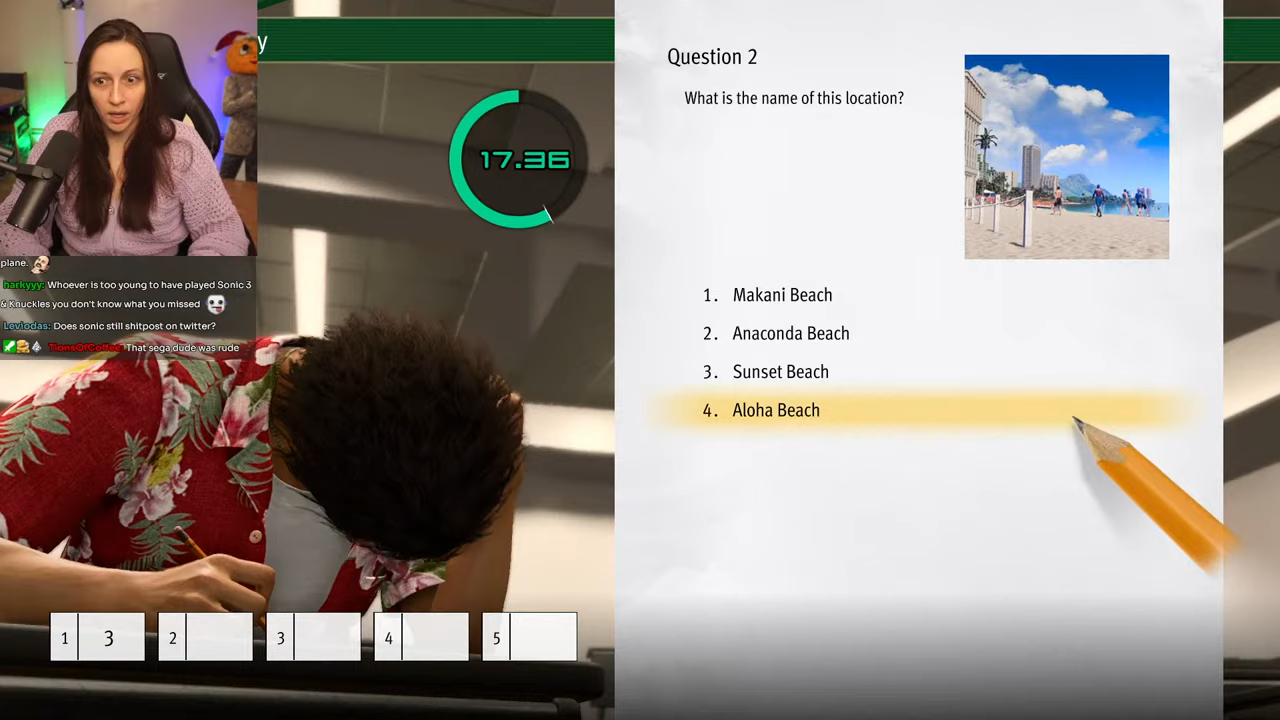 y
17.36
plane.
harkyyy: Whoever is too young to have played Sonic 3
& Knuckles you don't know what you missed
Leviodas: Does sonic still shitpost on twitter?
TionsOfCoffee: That sega dude was rude
Question 2
What is the name of this location?
1. Makani Beach
2. Anaconda Beach
3. Sunset Beach
4. Aloha Beach
1 3 2 3 4 5